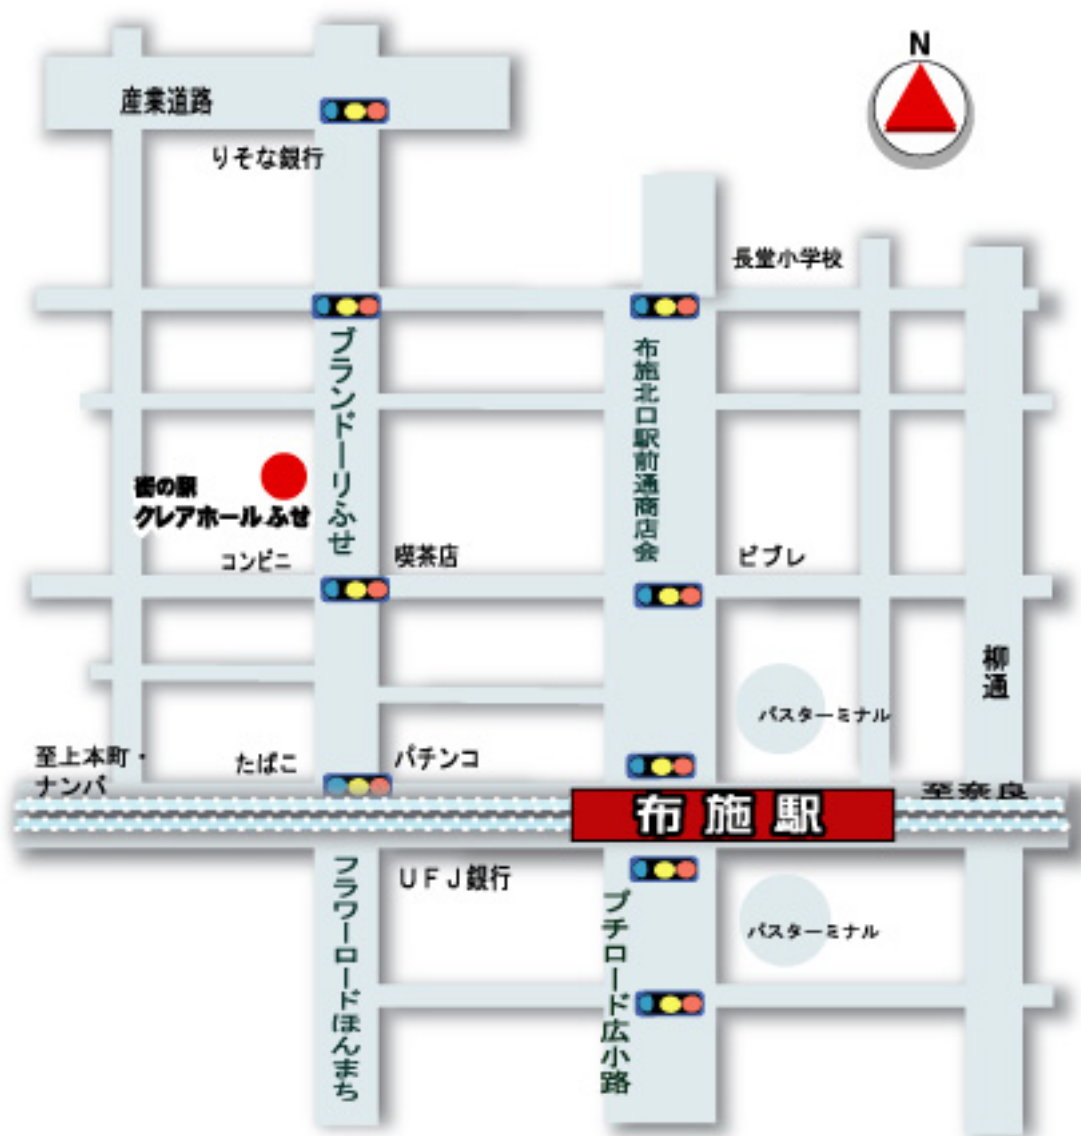 N
産業道路
りそな銀行
長堂小学校
ブランドーリふせ
布施北口駅前通商店会
街の駅
クレアホールふせ
コンビニ
喫茶店
ビブレ
柳通
バスターミナル
至上本町・
ナンバ
たばこ
パチンコ
布施駅
至奈良
フラワーロードほんまち
UFJ銀行
プチロード広小路
バスターミナル